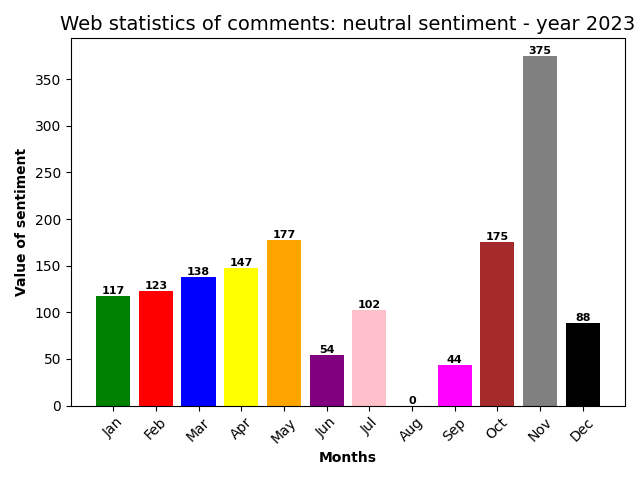 Web statistics of comments: neutral sentiment - year 2023
Value of sentiment
350
300
250
200
150
100
50
0
117
123
138
147
177
54
102
0
44
175
375
88
Jan
Feb
Mar
Apr
May
Jun
Jul
Aug
Sep
Oct
Nov
Dec
Months